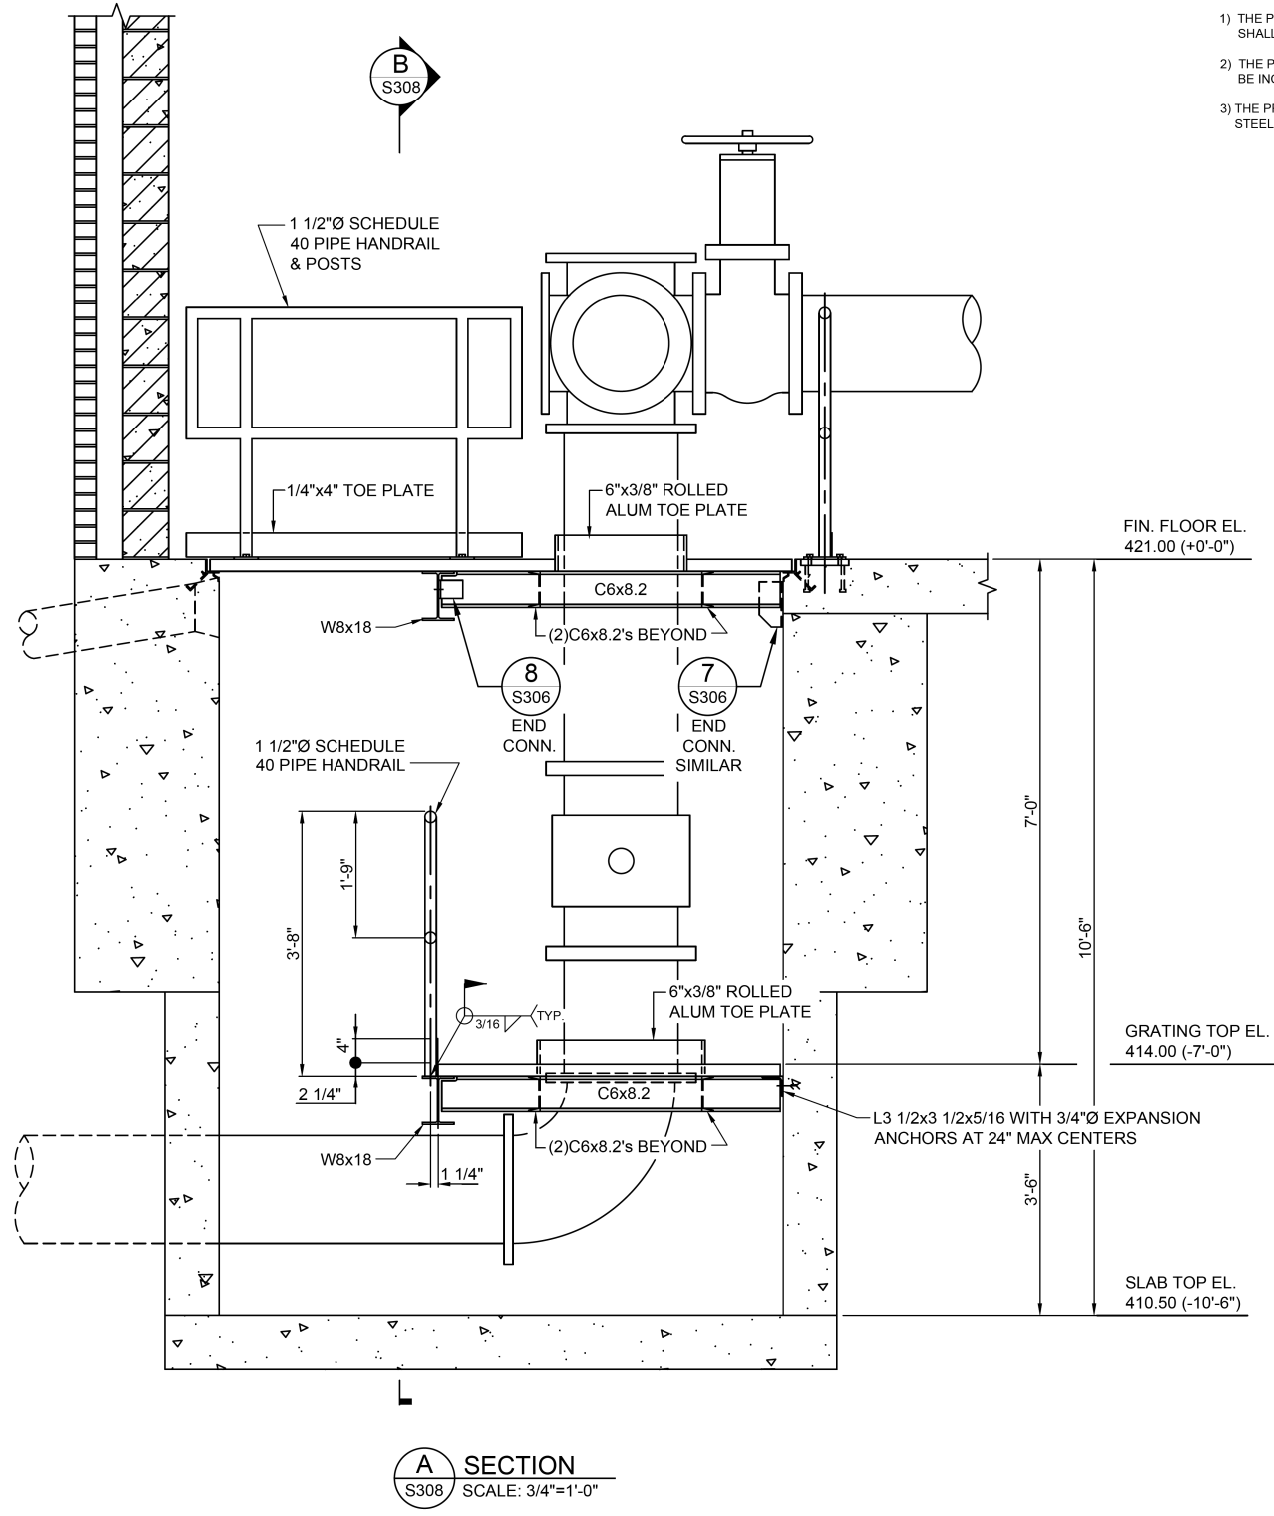 1) THE P
SHALL
2) THE P
BE IN
3) THE P
STEEL
B
S308
1 1/2"Ø SCHEDULE
40 PIPE HANDRAIL
& POSTS
1/4"x4" TOE PLATE
6"x3/8" ROLLED
ALUM TOE PLATE
FIN. FLOOR EL.
421.00 (+0'-0")
C6x8.2
W8x18
(2)C6x8.2's BEYOND
8
S306
END
CONN.
7
S306
END
CONN.
SIMILAR
1 1/2"Ø SCHEDULE
40 PIPE HANDRAIL
7'-0"
1'-9"
3'-8"
10'-6"
6"x3/8" ROLLED
ALUM TOE PLATE
3/16
TYP.
4"
GRATING TOP EL.
414.00 (-7'-0")
2 1/4"
C6x8.2
L3 1/2x3 1/2x5/16 WITH 3/4"Ø EXPANSION
ANCHORS AT 24" MAX CENTERS
(2)C6x8.2's BEYOND
W8x18
1 1/4"
3'-6"
SLAB TOP EL.
410.50 (-10'-6")
A
S308
SECTION
SCALE: 3/4"=1'-0"